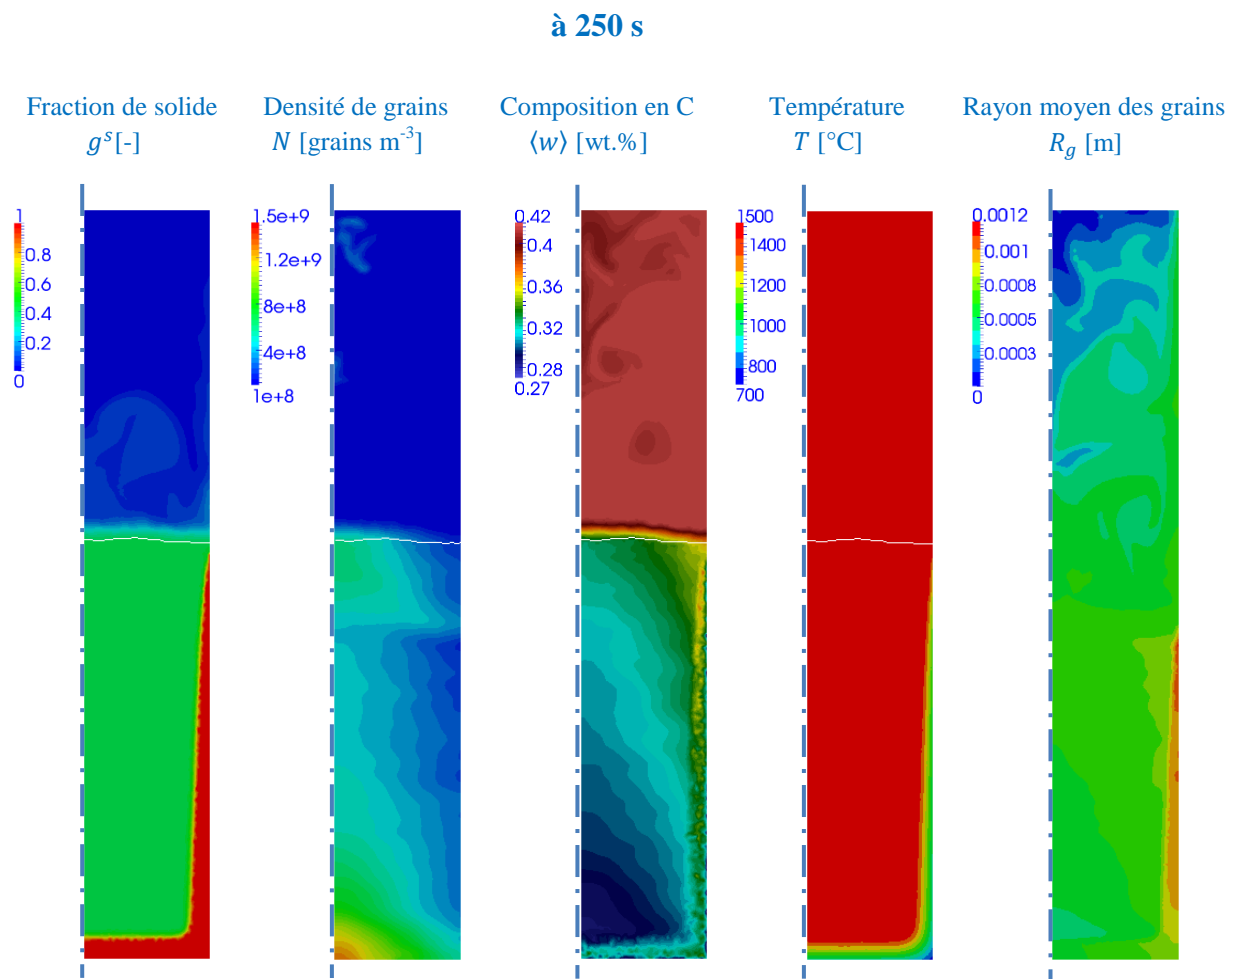 à 250 s
Fraction de solide
g^s[-]
Densité de grains
N [grains m^-3]
Composition en C
⟨w⟩ [wt.%]
Température
T [°C]
Rayon moyen des grains
R_g [m]
1
0.8
0.6
0.4
0.2
0
1.5e+9
1.2e+9
8e+8
4e+8
1e+8
0.42
0.4
0.36
0.32
0.28
0.27
1500
1400
1200
1000
800
700
0.0012
0.001
0.0008
0.0005
0.0003
0